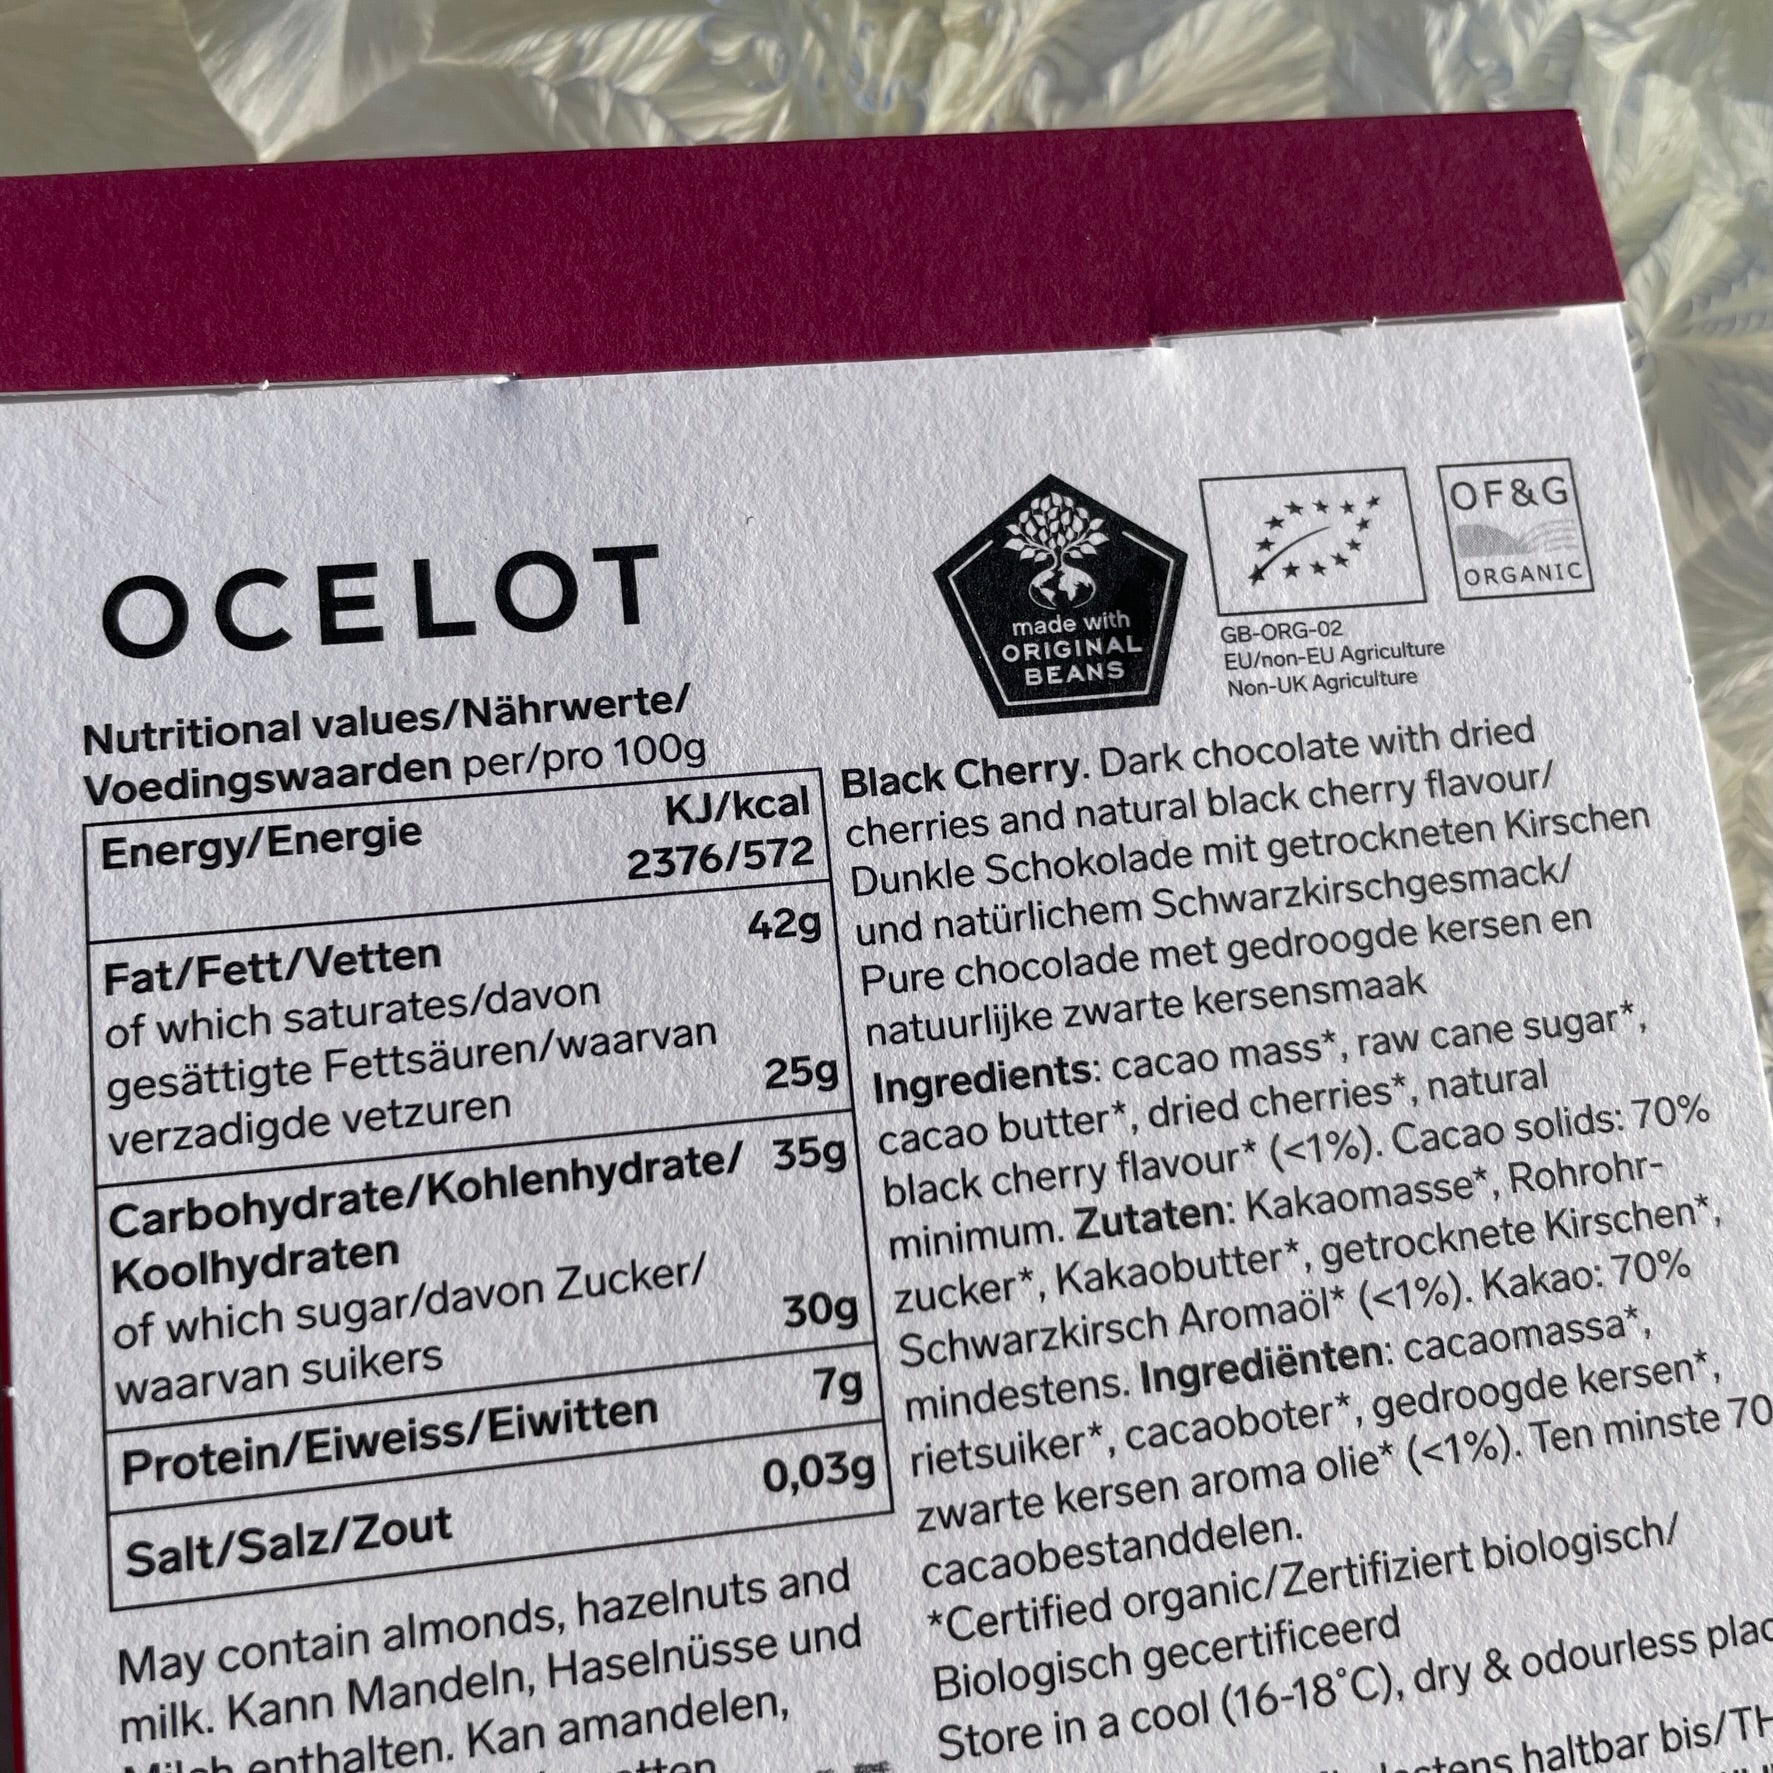 OCELOT
made with
ORIGINAL
BEANS
OF&G
ORGANIC
GB-ORG-02
EU/non-EU Agriculture
Non-UK Agriculture
Nutritional values/Nährwerte/
Voedingswaarden per/pro 100g
KJ/kcal
Energy/Energie 2376/572
Fat/Fett/Vetten 42g
of which saturates/davon
gesättigte Fettsäuren/waarvan
verzadigde vetzuren 25g
Carbohydrate/Kohlenhydrate/ 35g
Koolhydraten
of which sugar/davon Zucker/
waarvan suikers 30g
Protein/Eiweiss/Eiwitten 7g
Salt/Salz/Zout 0,03g
May contain almonds, hazelnuts and
milk. Kann Mandeln, Haselnüsse und
Milch enthalten. Kan amandelen,
Black Cherry. Dark chocolate with dried
cherries and natural black cherry flavour/
Dunkle Schokolade mit getrockneten Kirschen
und natürlichem Schwarzkirschgesmack/
Pure chocolade met gedroogde kersen en
natuurlijke zwarte kersensmaak
Ingredients: cacao mass*, raw cane sugar*,
cacao butter*, dried cherries*, natural
black cherry flavour* (<1%). Cacao solids: 70%
minimum. Zutaten: Kakaomasse*, Rohrohr-
zucker*, Kakaobutter*, getrocknete Kirschen*,
Schwarzkirsch Aromaöl* (<1%). Kakao: 70%
mindestens. Ingrediënten: cacaomassa*,
rietsuiker*, cacaoboter*, gedroogde kersen*,
zwarte kersen aroma olie* (<1%). Ten minste 70
cacaobestanddelen.
*Certified organic/Zertifiziert biologisch/
Biologisch gecertificeerd
Store in a cool (16-18°C), dry & odourless plac
haltbar bis/TH